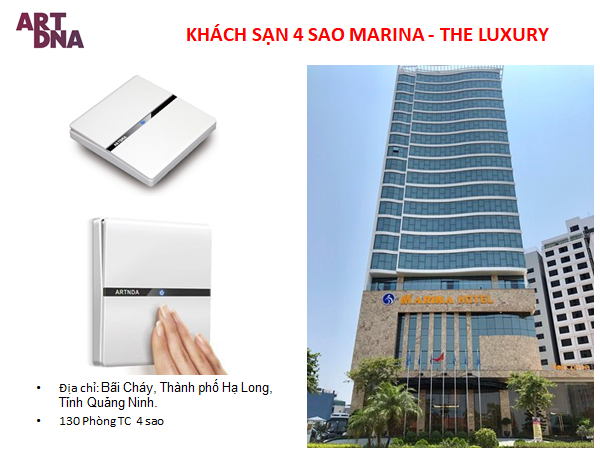 ART
DNA
KHÁCH SẠN 4 SAO MARINA - THE LUXURY
ARTNDA
MARINA HOTEL
• Địa chỉ: Bãi Cháy, Thành phố Hạ Long,
Tỉnh Quảng Ninh.
• 130 Phòng TC 4 sao